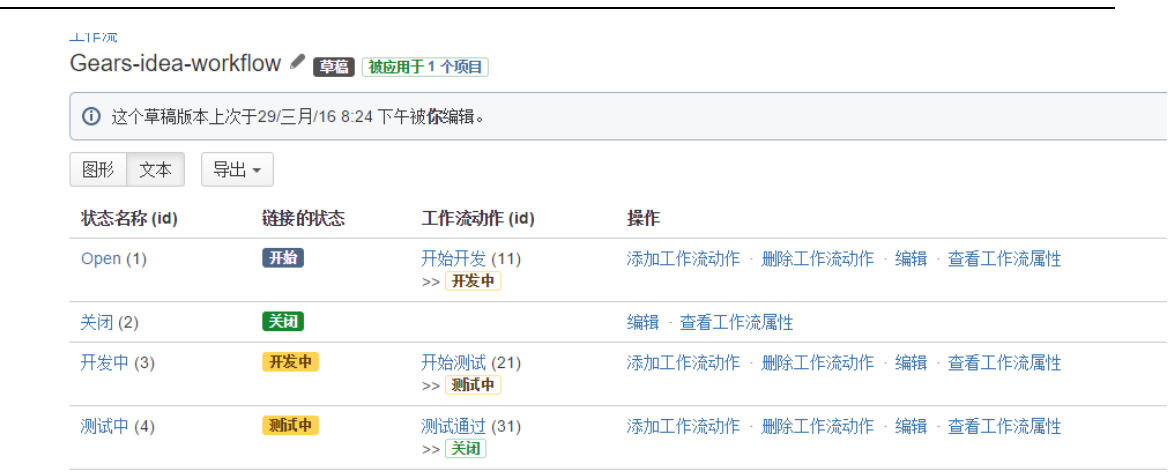 工作流
Gears-idea-workflow 草稿 被应用于 1 个项目
这个草稿版本上次于29/三月/16 8:24 下午被你编辑。
图形 文本 导出
状态名称 (id) 链接的状态 工作流动作 (id) 操作
Open (1) 开始 开始开发 (11) 添加工作流动作 · 删除工作流动作 · 编辑 · 查看工作流属性
>> 开发中
关闭 (2) 关闭 编辑 · 查看工作流属性
开发中 (3) 开发中 开始测试 (21) 添加工作流动作 · 删除工作流动作 · 编辑 · 查看工作流属性
>> 测试中
测试中 (4) 测试中 测试通过 (31) 添加工作流动作 · 删除工作流动作 · 编辑 · 查看工作流属性
>> 关闭